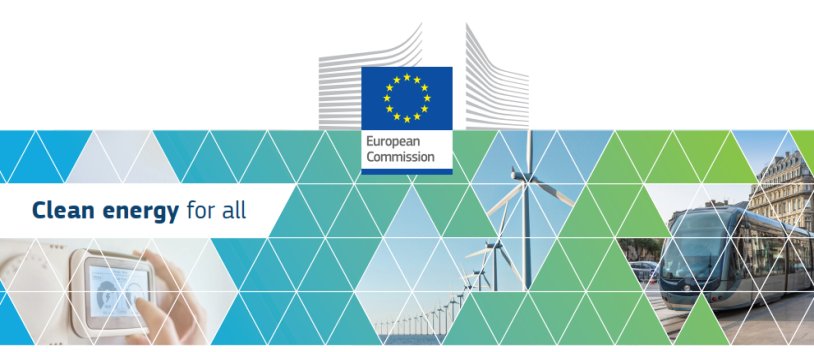 European
Commission
Clean energy for all